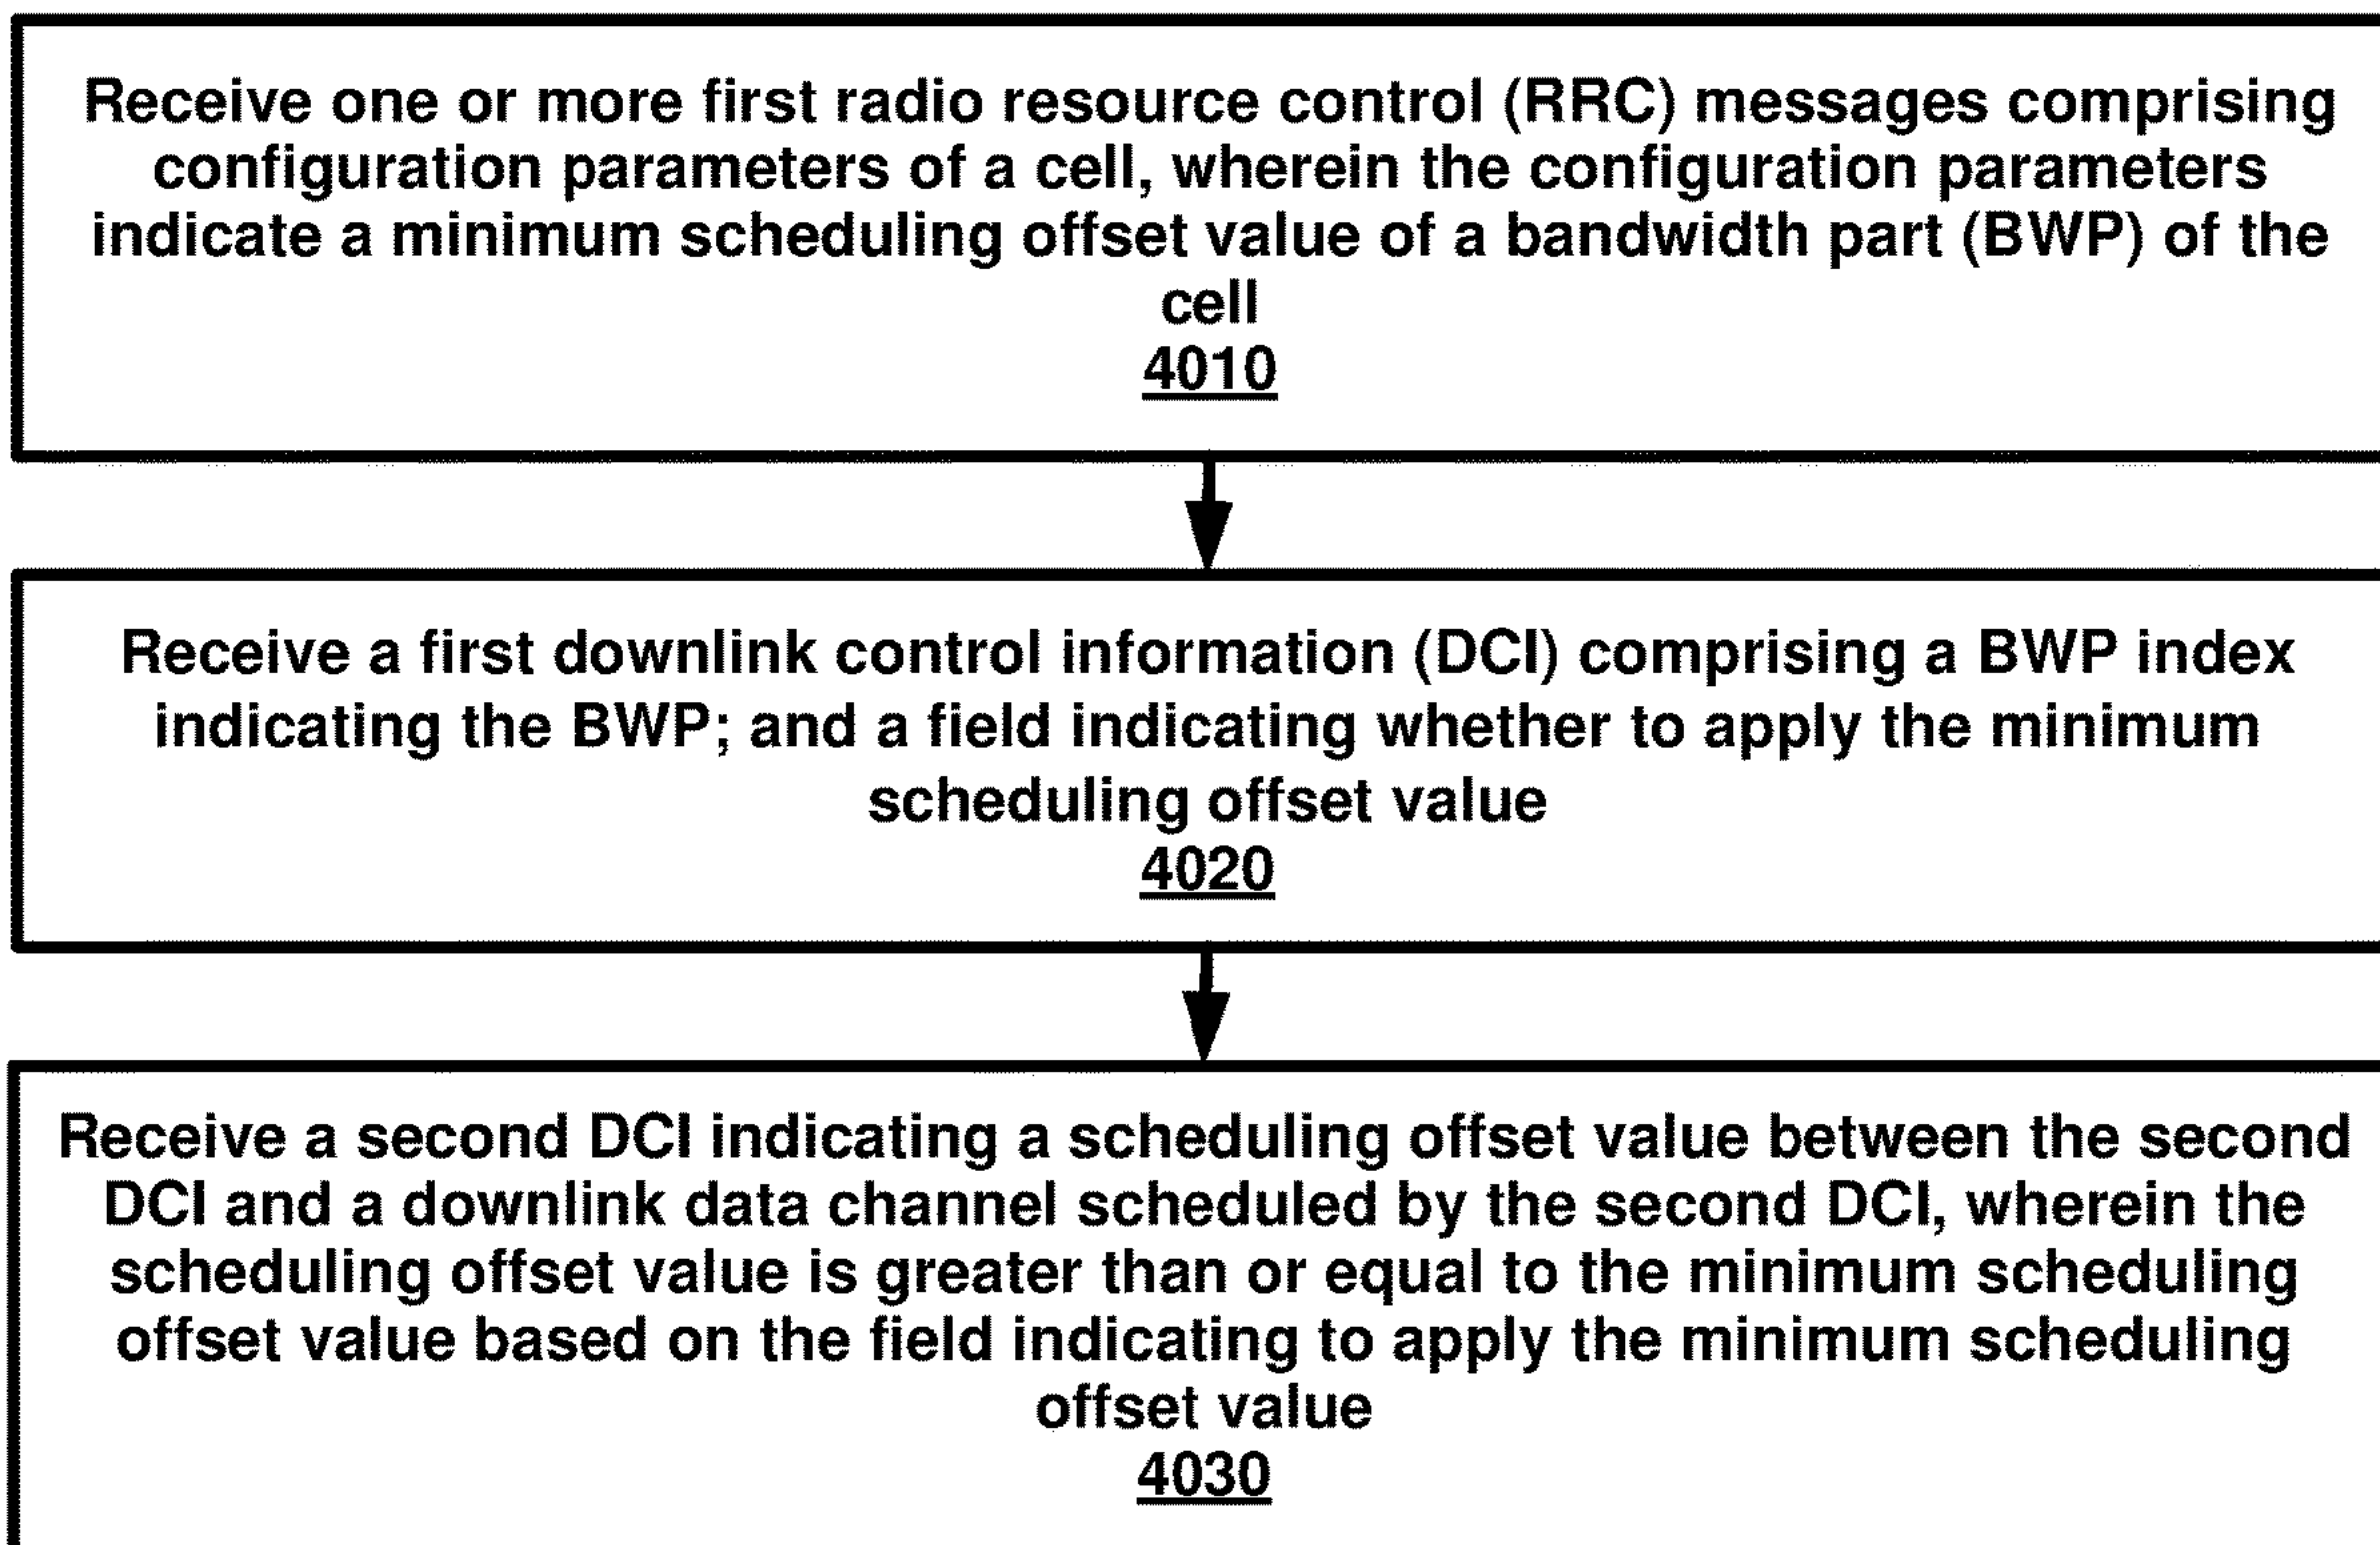 Receive one or more first radio resource control (RRC) messages comprising
configuration parameters of a cell, wherein the configuration parameters
indicate a minimum scheduling offset value of a bandwidth part (BWP) of the
cell
4010
Receive a first downlink control information (DCI) comprising a BWP index
indicating the BWP; and a field indicating whether to apply the minimum
scheduling offset value
4020
Receive a second DCI indicating a scheduling offset value between the second
DCI and a downlink data channel scheduled by the second DCI, wherein the
scheduling offset value is greater than or equal to the minimum scheduling
offset value based on the field indicating to apply the minimum scheduling
offset value
4030